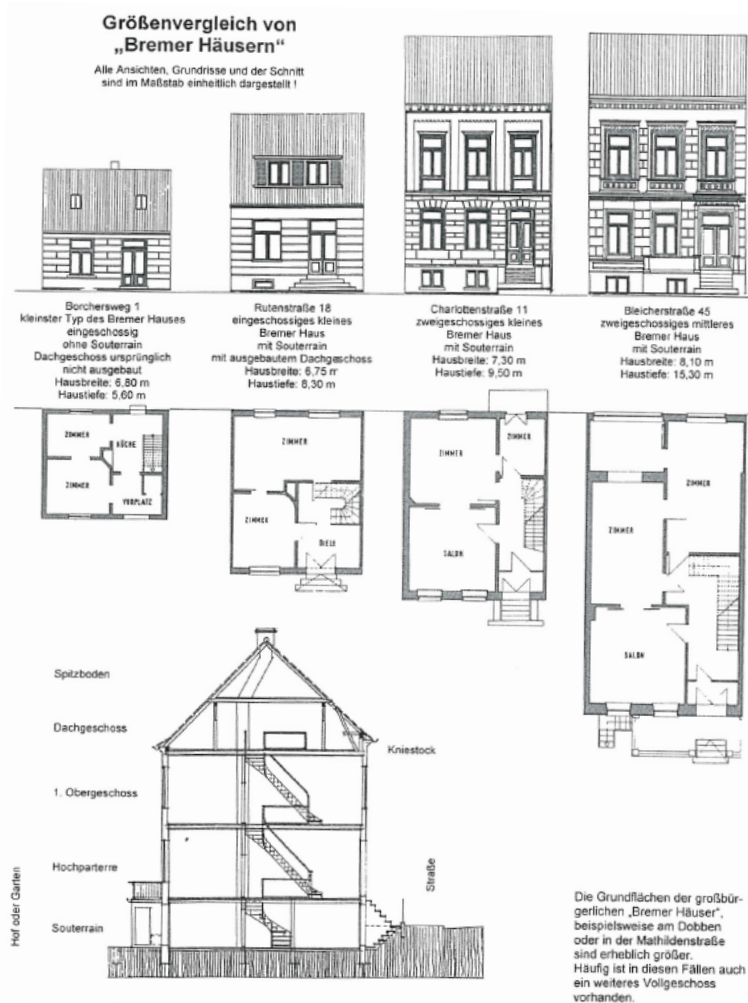 Größenvergleich von
„Bremer Häusern“
Alle Ansichten, Grundrisse und der Schnitt
sind im Maßstab einheitlich dargestellt !
Borchersweg 1
kleinster Typ des Bremer Hauses
eingeschossig
ohne Souterrain
Dachgeschoss ursprünglich
nicht ausgebaut
Hausbreite: 6,80 m
Haustiefe: 5,60 m
Rutenstraße 18
eingeschossiges kleines
Bremer Haus
mit Souterrain
mit ausgebautem Dachgeschoss
Hausbreite: 6,75 m
Haustiefe: 8,30 m
Charlottenstraße 11
zweigeschossiges kleines
Bremer Haus
mit Souterrain
Hausbreite: 7,30 m
Haustiefe: 9,50 m
Bleicherstraße 45
zweigeschossiges mittleres
Bremer Haus
mit Souterrain
Hausbreite: 8,10 m
Haustiefe: 15,30 m
ZIMMER
KÜCHE
ZIMMER
VORPLATZ
ZIMMER
ZIMMER
DIELE
ZIMMER
ZIMMER
SALON
ZIMMER
ZIMMER
SALON
Spitzboden
Dachgeschoss
Kniestock
1. Obergeschoss
Hochparterre
Souterrain
Hof oder Garten
Straße
Die Grundflächen der großbür-
gerlichen „Bremer Häuser“,
beispielsweise am Dobben
oder in der Mathildenstraße
sind erheblich größer.
Häufig ist in diesen Fällen auch
ein weiteres Vollgeschoss
vorhanden.